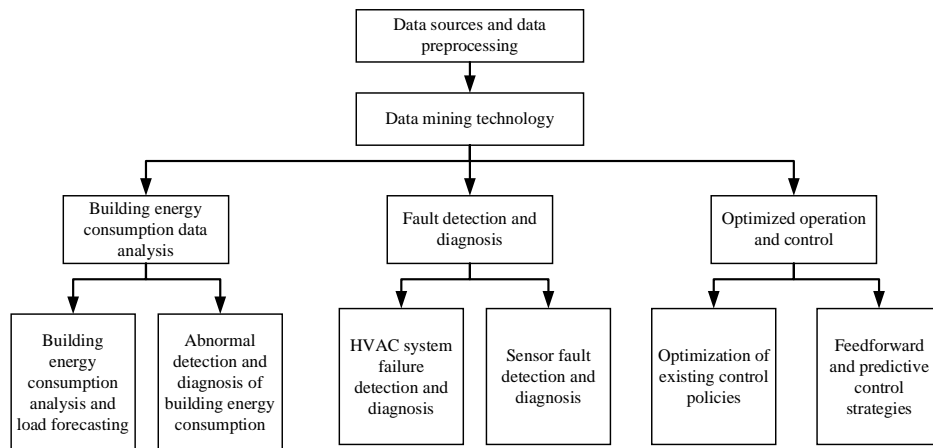 Data sources and data
preprocessing
Data mining technology
Building energy
consumption data
analysis
Fault detection and
diagnosis
Optimized operation
and control
Building
energy
consumption
analysis and
load forecasting
Abnormal
detection and
diagnosis of
building energy
consumption
HVAC system
failure
detection and
diagnosis
Sensor fault
detection and
diagnosis
Optimization of
existing control
policies
Feedforward
and predictive
control
strategies